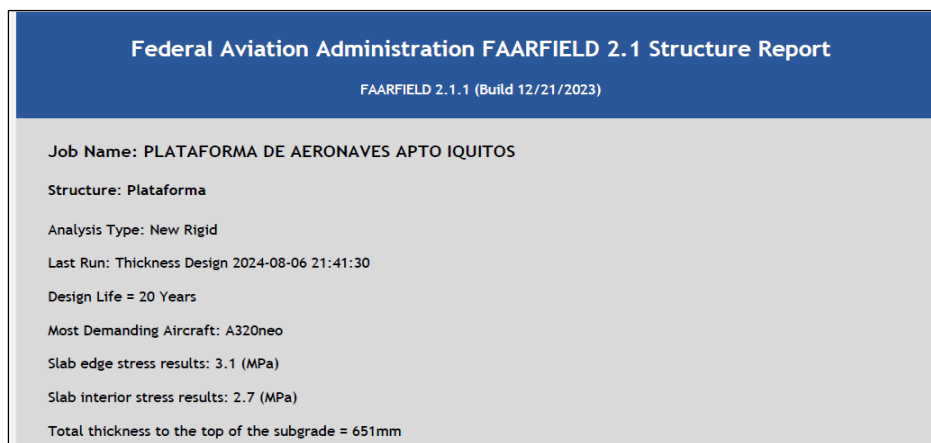 Federal Aviation Administration FAARFIELD 2.1 Structure Report
FAARFIELD 2.1.1 (Build 12/21/2023)
Job Name: PLATAFORMA DE AERONAVES APTO IQUITOS
Structure: Plataforma
Analysis Type: New Rigid
Last Run: Thickness Design 2024-08-06 21:41:30
Design Life = 20 Years
Most Demanding Aircraft: A320neo
Slab edge stress results: 3.1 (MPa)
Slab interior stress results: 2.7 (MPa)
Total thickness to the top of the subgrade = 651mm